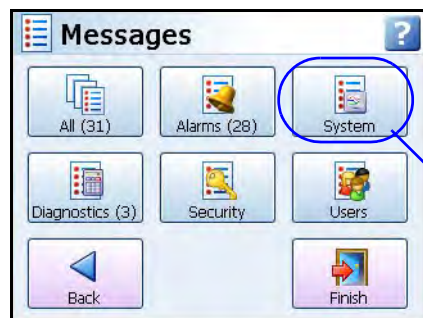 Messages
?
All (31)
Alarms (28)
System
Diagnostics (3)
Security
Users
Back
Finish